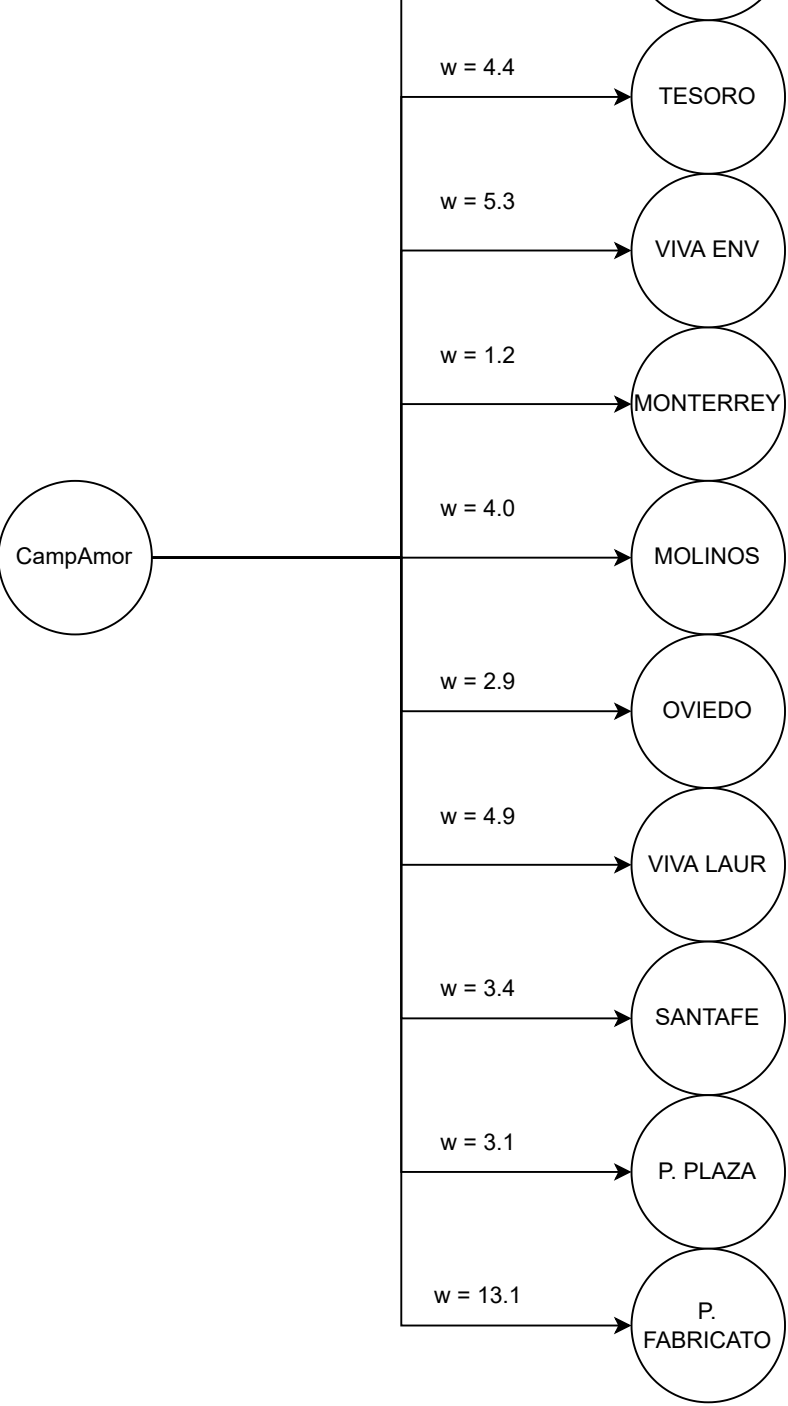 w = 4.4
TESORO
w = 5.3
VIVA ENV
w = 1.2
MONTERREY
w = 4.0
CampAmor
MOLINOS
w = 2.9
OVIEDO
w = 4.9
VIVA LAUR
w = 3.4
SANTAFE
w = 3.1
P. PLAZA
w = 13.1
P.
FABRICATO